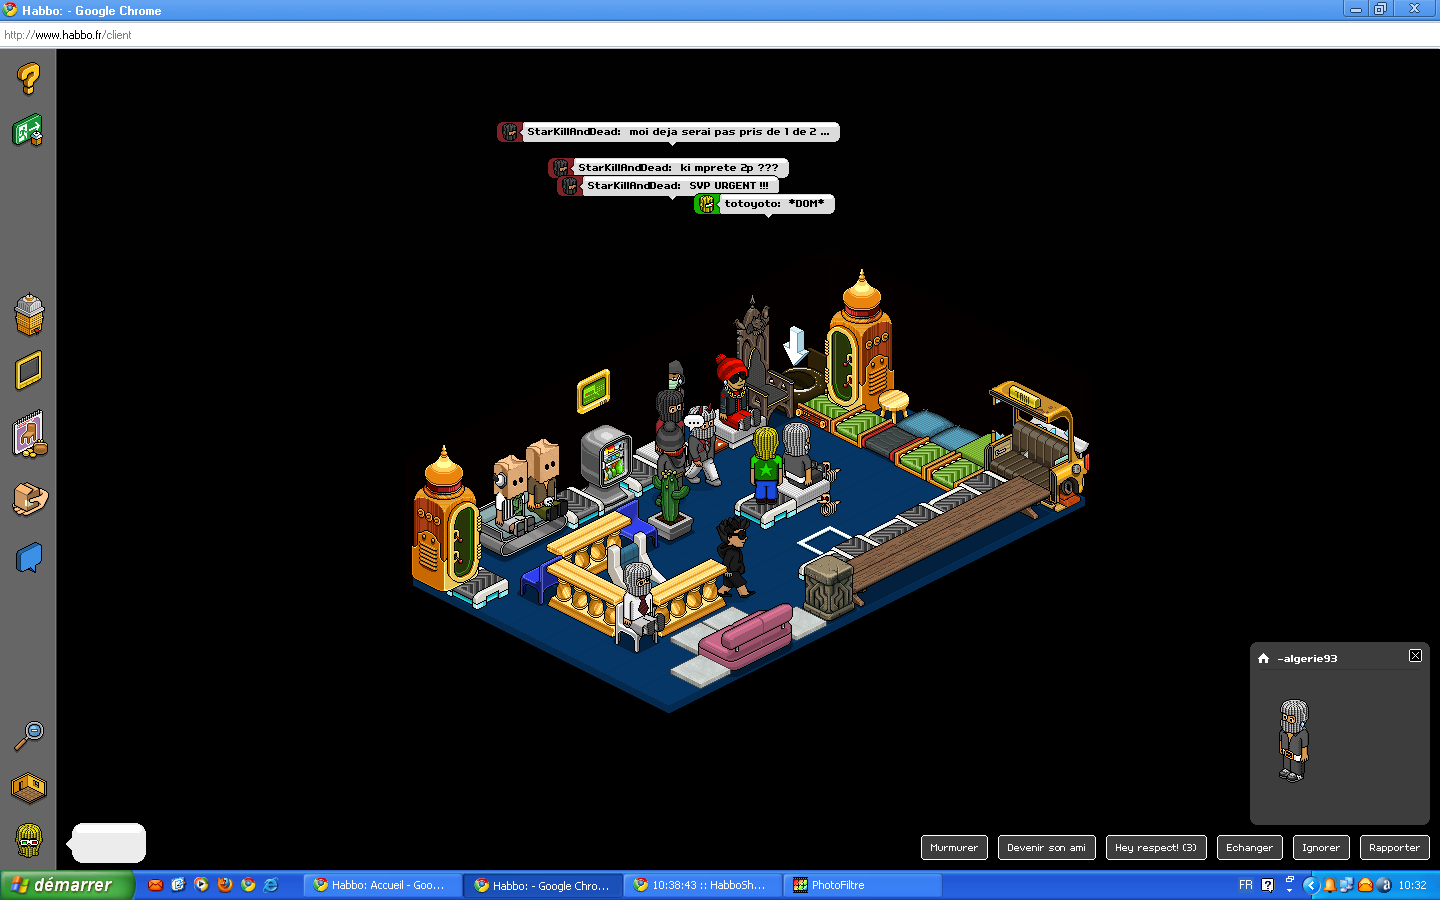 Habbo: - Google Chrome
http://www.habbo.fr/client
StarKillAndDead: moi deja serai pas pris de 1 de 2 ...
StarKillAndDead: ki mprete 2p ???
StarKillAndDead: SVP URGENT !!!
totoyoto: *DOM*
-algerie93
Murmurer
Devenir son ami
Hey respect! (3)
Echanger
Ignorer
Rapporter
démarrer
Habbo: Accueil - Goo...
Habbo: - Google Chro...
10:38:43 :: HabboSh...
PhotoFiltre
FR
10:32